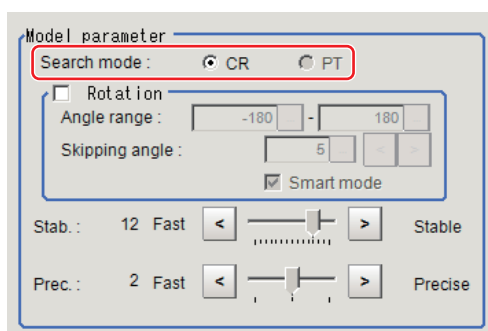 Model parameter
Search mode : CR PT
Rotation
Angle range : -180 ... - 180 ...
Skipping angle : 5 ... < >
Smart mode
Stab. : 12 Fast < > Stable
Prec. : 2 Fast < > Precise